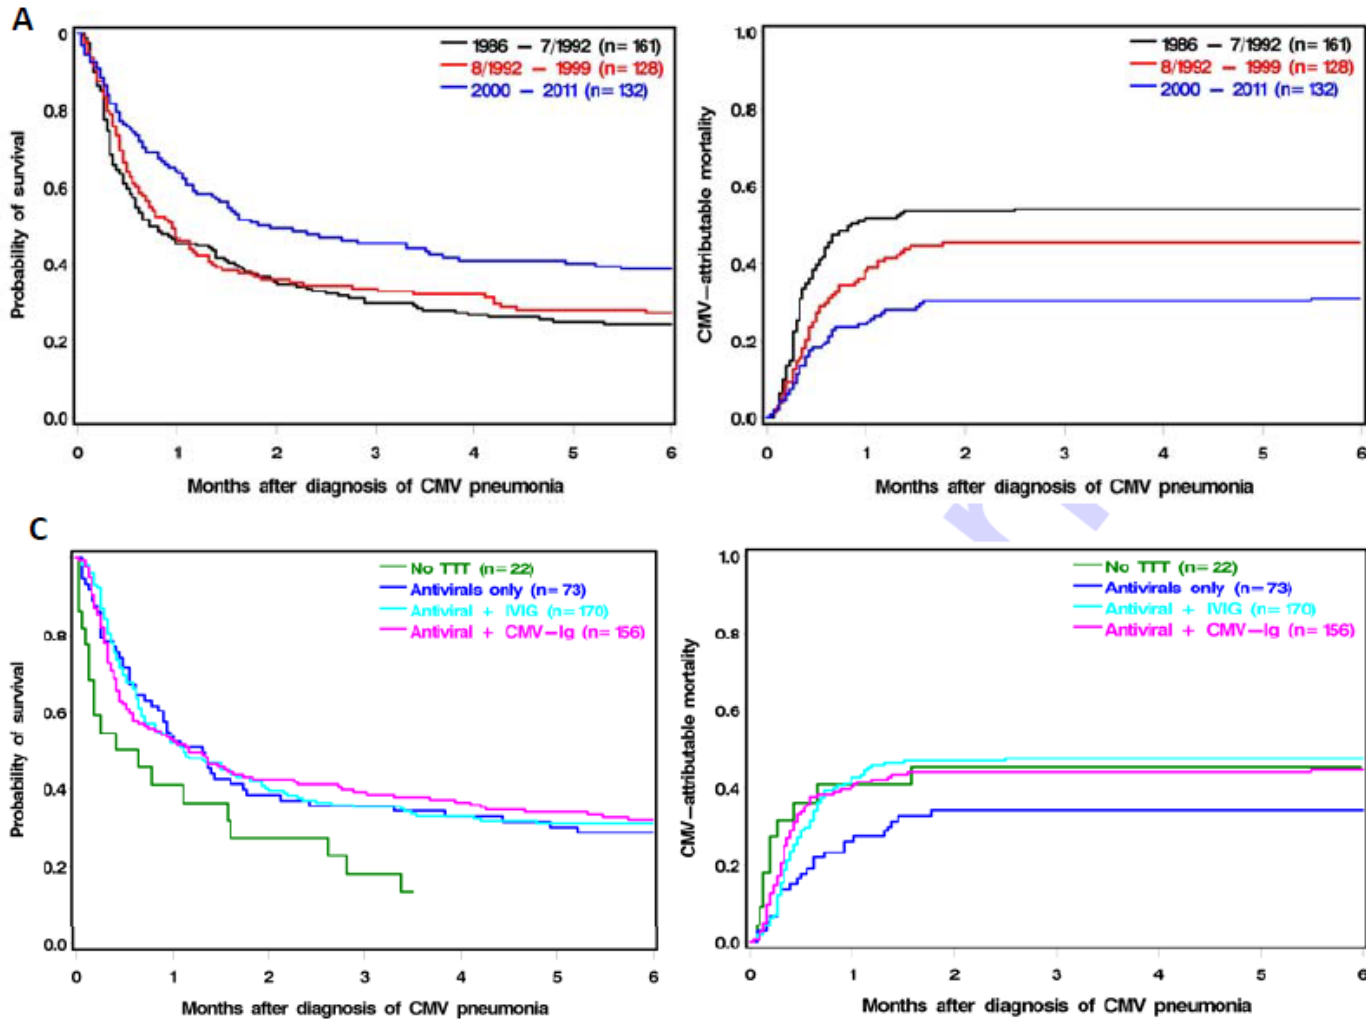 A
0
0.8
0.6
0.4
0.2
0.0
Probability of survival
1986 – 7/1992 (n= 161)
8/1992 – 1999 (n= 128)
2000 – 2011 (n= 132)
0 1 2 3 4 5 6
Months after diagnosis of CMV pneumonia
1.0
0.8
0.6
0.4
0.2
0.0
CMV–attributable mortality
1986 – 7/1992 (n= 161)
8/1992 – 1999 (n= 128)
2000 – 2011 (n= 132)
0 1 2 3 4 5 6
Months after diagnosis of CMV pneumonia
C
0.8
0.6
0.4
0.2
0.0
Probability of survival
No TTT (n= 22)
Antivirals only (n= 73)
Antiviral + IVIG (n= 170)
Antiviral + CMV–Ig (n= 156)
0 1 2 3 4 5 6
Months after diagnosis of CMV pneumonia
1.0
0.8
0.6
0.4
0.2
0.0
CMV–attributable mortality
No TTT (n= 22)
Antivirals only (n= 73)
Antiviral + IVIG (n= 170)
Antiviral + CMV–Ig (n= 156)
0 1 2 3 4 5 6
Months after diagnosis of CMV pneumonia